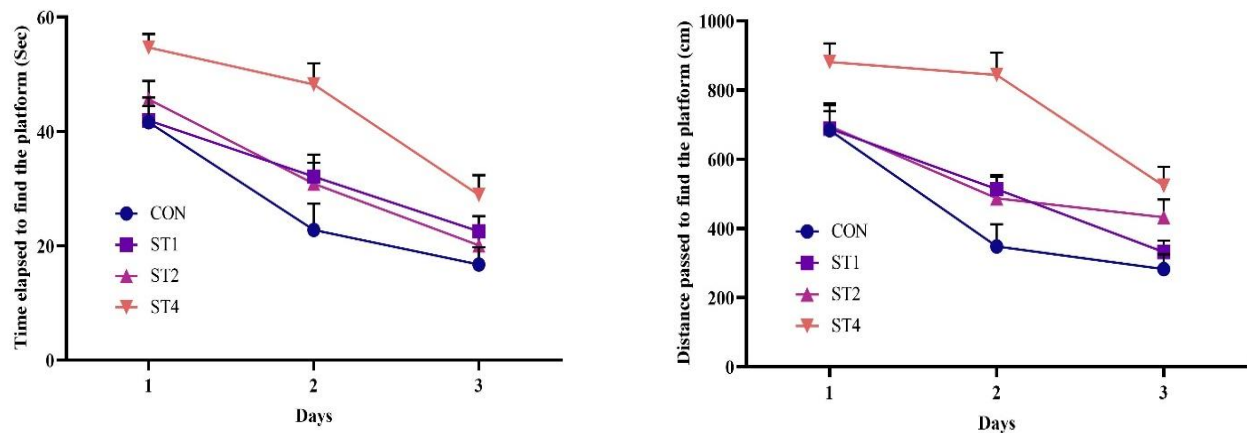 Time elapsed to find the platform (Sec)
60
40
20
0
CON
ST1
ST2
ST4
1 2 3
Days
Distance passed to find the platform (cm)
1000
800
600
400
200
0
CON
ST1
ST2
ST4
1 2 3
Days